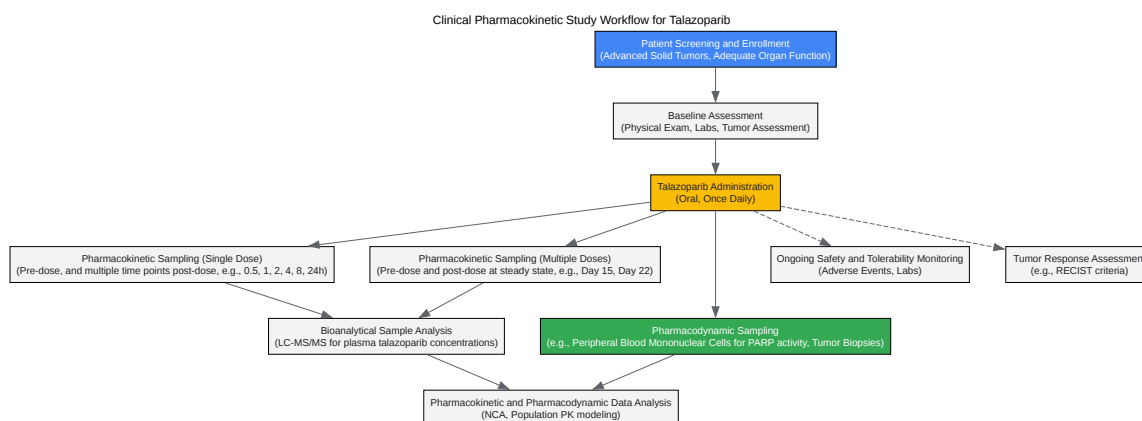 Clinical Pharmacokinetic Study Workflow for Talazoparib
Patient Screening and Enrollment
(Advanced Solid Tumors, Adequate Organ Function)
Baseline Assessment
(Physical Exam, Labs, Tumor Assessment)
Talazoparib Administration
(Oral, Once Daily)
Pharmacokinetic Sampling (Single Dose)
(Pre-dose, and multiple time points post-dose, e.g., 0.5, 1, 2, 4, 8, 24h)
Pharmacokinetic Sampling (Multiple Doses)
(Pre-dose and post-dose at steady state, e.g., Day 15, Day 22)
Ongoing Safety and Tolerability Monitoring
(Adverse Events, Labs)
Tumor Response Assessment
(e.g., RECIST criteria)
Bioanalytical Sample Analysis
(LC-MS/MS for plasma talazoparib concentrations)
Pharmacodynamic Sampling
(e.g., Peripheral Blood Mononuclear Cells for PARP activity, Tumor Biopsies)
Pharmacokinetic and Pharmacodynamic Data Analysis
(NCA, Population PK modeling)